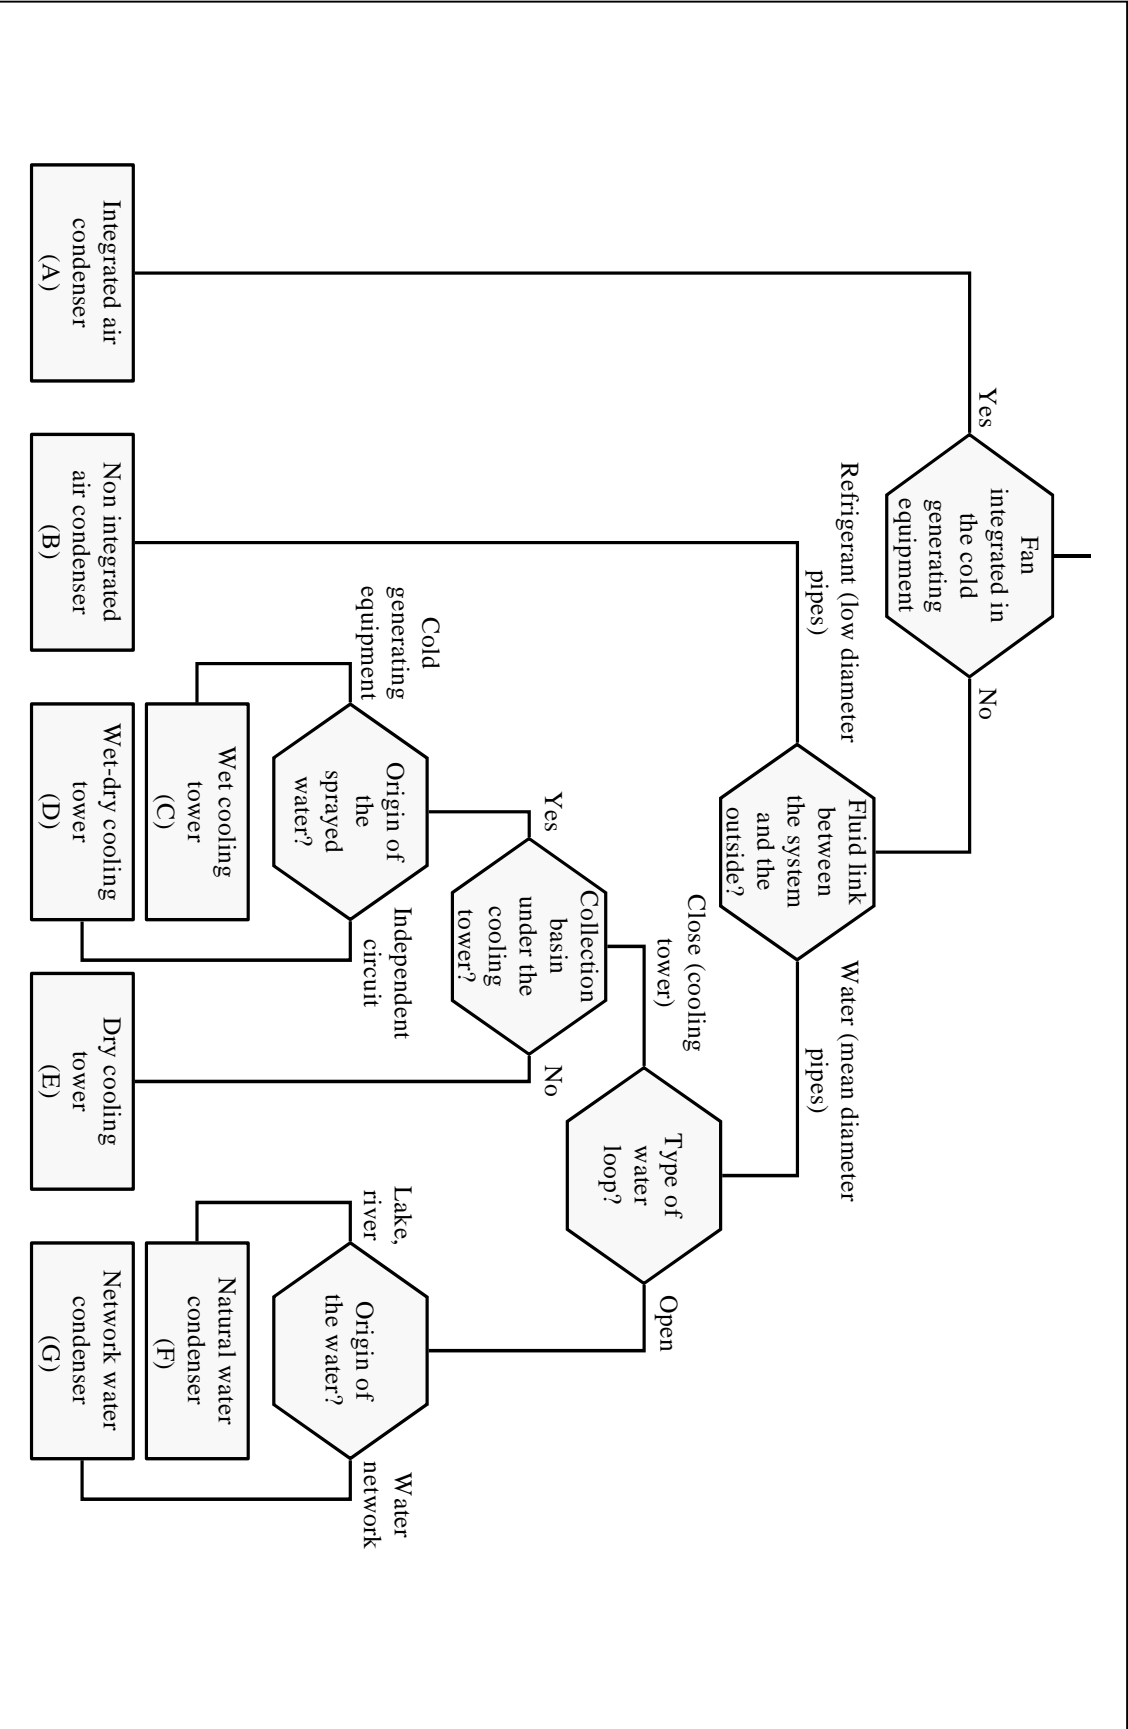 Fan
integrated in
the cold
generating
equipment
Yes
No
Fluid link
between
the system
and the
outside?
Refrigerant (low diameter
pipes)
Water (mean diameter
pipes)
Type of
water
loop?
Close (cooling
tower)
Open
Collection
basin
under the
cooling
tower?
Yes
No
Origin of
the
sprayed
water?
Cold
generating
equipment
Independent
circuit
Origin of
the water?
Lake,
river
Water
network
Wet cooling
tower
(C)
Natural water
condenser
(F)
Integrated air
condenser
(A)
Non integrated
air condenser
(B)
Wet-dry cooling
tower
(D)
Dry cooling
tower
(E)
Network water
condenser
(G)